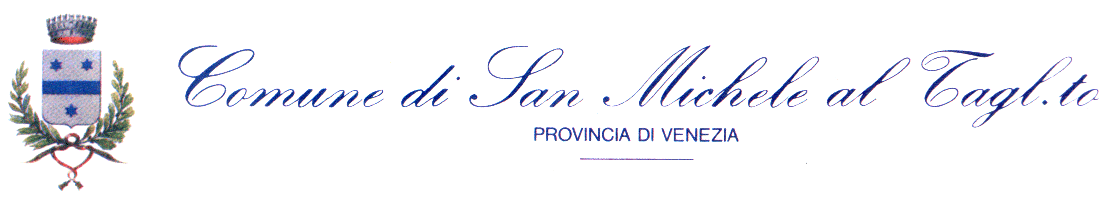 Comune di San Michele al Tagl.to
PROVINCIA DI VENEZIA